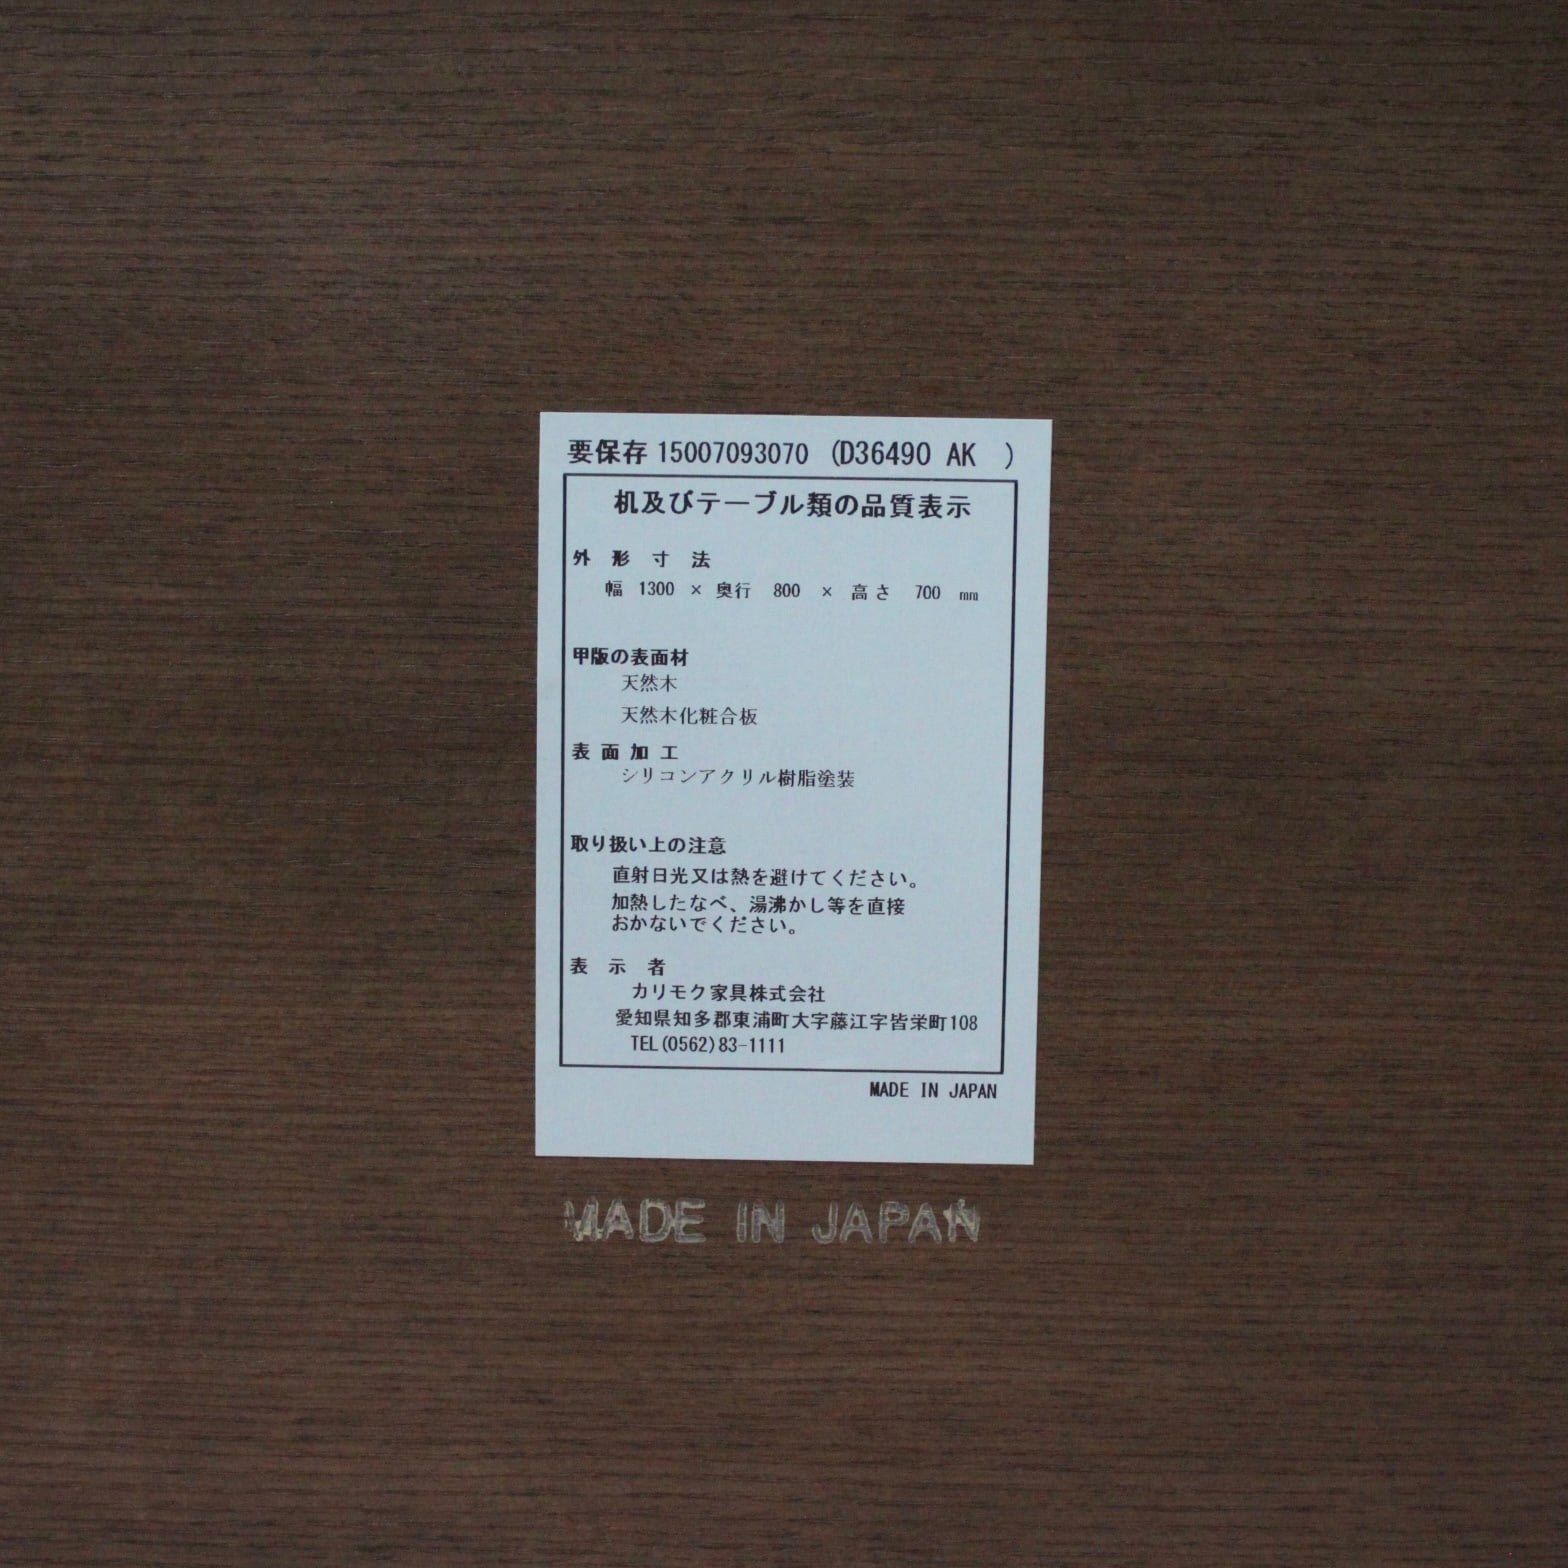 要保存 15007093070 (D36490 AK )
机及びテーブル類の品質表示
外形寸法
幅 1300 × 奥行 800 × 高さ 700 mm
甲版の表面材
天然木
天然木化粧合板
表面加工
シリコンアクリル樹脂塗装
取り扱い上の注意
直射日光又は熱を避けてください。
加熱したなべ、湯沸かし等を直接
おかないでください。
表示者
カリモク家具株式会社
愛知県知多郡東浦町大字藤江字皆栄町108
TEL(0562)83-1111
MADE IN JAPAN
MADE IN JAPAN